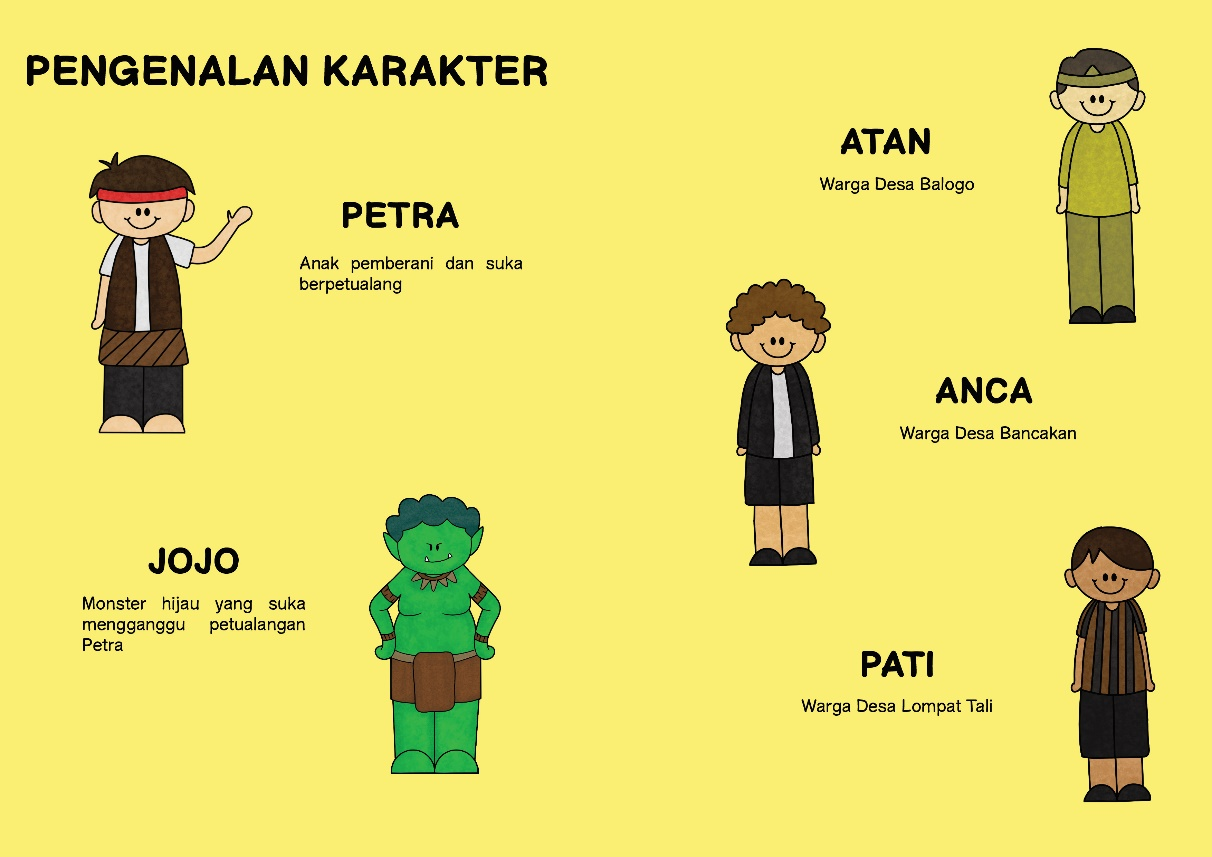 PENGENALAN KARAKTER
PETRA
Anak pemberani dan suka
berpetualang
JOJO
Monster hijau yang suka
mengganggu petualangan
Petra
ATAN
Warga Desa Balogo
ANCA
Warga Desa Bancakan
PATI
Warga Desa Lompat Tali